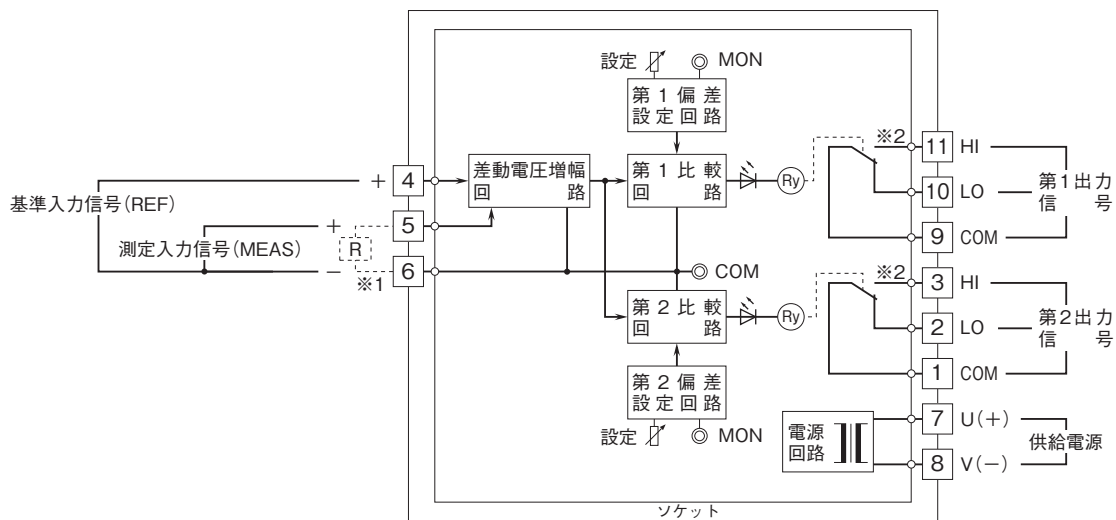 設定
MON
第1偏差
設定回路
※2
11
HI
4
+
差動電圧増幅
回路
第1比較
回路
Ry
10
LO
第1出力
信号
基準入力信号(REF)
5
+
9
COM
R
測定入力信号(MEAS)
−
※1
6
COM
※2
3
HI
第2比較
回路
Ry
2
LO
第2出力
信号
1
COM
第2偏差
設定回路
設定
MON
電源
回路
7
U(+)
供給電源
8
V(−)
ソケット